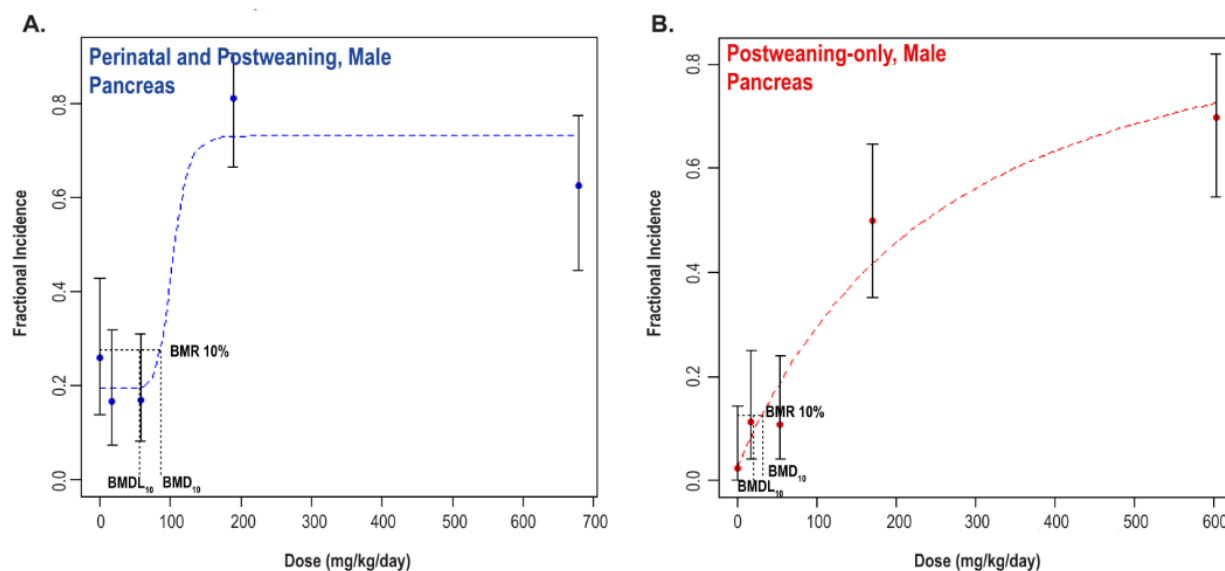 A.
Perinatal and Postweaning, Male
Pancreas
Fractional Incidence
0.8
0.6
0.4
0.2
0.0
BMR 10%
BMDL₁₀
BMD₁₀
0 100 200 300 400 500 600 700
Dose (mg/kg/day)
B.
Postweaning-only, Male
Pancreas
Fractional Incidence
0.8
0.6
0.4
0.2
0.0
BMR 10%
BMD₁₀
BMDL₁₀
0 100 200 300 400 500 600
Dose (mg/kg/day)